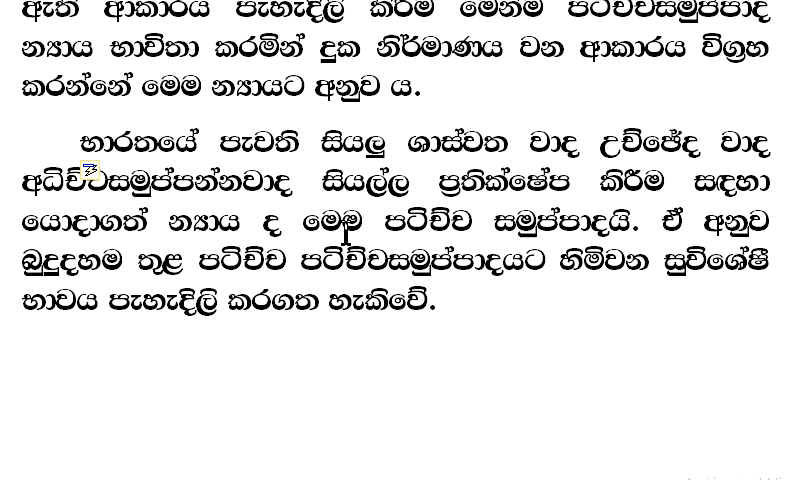 ඇති ආකාරය පැහැදිලි කිරීම මෙන්ම පටිච්චසමුප්පාද
න්‍යාය භාවිතා කරමින් දුක නිර්මාණය වන ආකාරය විග්‍රහ
කරන්නේ මෙම න්‍යායට අනුව ය.
භාරතයේ පැවති සියලු ශාස්වත වාද උච්ඡේද වාද
අධිච්චසමුප්පන්නවාද සියල්ල ප්‍රතික්ෂේප කිරීම සඳහා
යොදාගත් න්‍යාය ද මෙම පටිච්ච සමුප්පාදයි. ඒ අනුව
බුදුදහම තුළ පටිච්ච පටිච්චසමුප්පාදයට හිමිවන සුවිශේෂී
භාවය පැහැදිලි කරගත හැකිවේ.